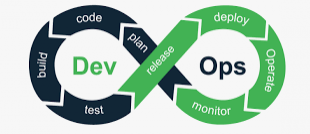 code
deploy
plan
build
Dev
release
Ops
Operate
test
monitor